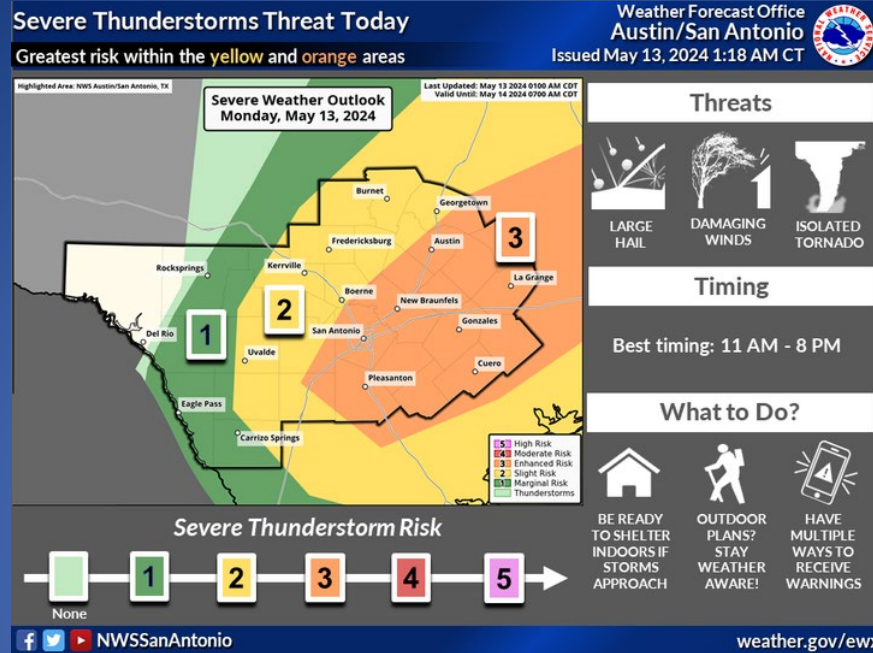 Severe Thunderstorms Threat Today
Greatest risk within the yellow and orange areas
Weather Forecast Office
Austin/San Antonio
Issued May 13, 2024 1:18 AM CT
NATIONAL WEATHER SERVICE
Highlighted Area: NWS Austin/San Antonio, TX
Last Updated: May 13 2024 0100 AM CDT
Valid Until: May 14 2024 0700 AM CDT
Severe Weather Outlook
Monday, May 13, 2024
Burnet
Georgetown
3
Fredericksburg
Austin
Rocksprings
Kerrville
La Grange
Boerne
2
New Braunfels
1
Del Rio
San Antonio
Gonzales
Uvalde
Cuero
Pleasanton
Eagle Pass
Carrizo Springs
5 High Risk
4 Moderate Risk
3 Enhanced Risk
2 Slight Risk
1 Marginal Risk
Thunderstorms
Severe Thunderstorm Risk
1 2 3 4 5
None
Threats
LARGE
HAIL
DAMAGING
WINDS
ISOLATED
TORNADO
Timing
Best timing: 11 AM - 8 PM
What to Do?
BE READY
TO SHELTER
INDOORS IF
STORMS
APPROACH
OUTDOOR
PLANS?
STAY
WEATHER
AWARE!
HAVE
MULTIPLE
WAYS TO
RECEIVE
WARNINGS
NWSSanAntonio
weather.gov/ewx